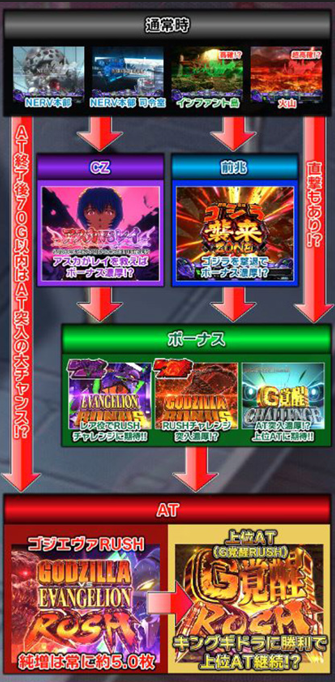 通常時
高確!?
超高確!?
NERV本部
NERV本部 司令室
インファント島
火山
AT終了後70G以内はAT突入の大チャンス!?
直撃もあり!?
CZ
前兆
アスカがレイを救えば
ボーナス濃厚!?
ゴジラ
襲来
ZONE
ゴジラを撃退で
ボーナス濃厚!?
ボーナス
EVANGELION
BONUS
レア役でRUSH
チャレンジに期待!!
BONUS
RUSHチャレンジ
突入濃厚!?
G覚醒
CHALLENGE
AT突入濃厚!?
上位ATに期待!!
AT
ゴジエヴァRUSH
GODZILLA
VS
EVANGELION
RUSH
純増は常に約5.0枚
上位AT
(G覚醒RUSH)
G覚醒
RUSH
キングギドラに勝利で
上位AT継続!?